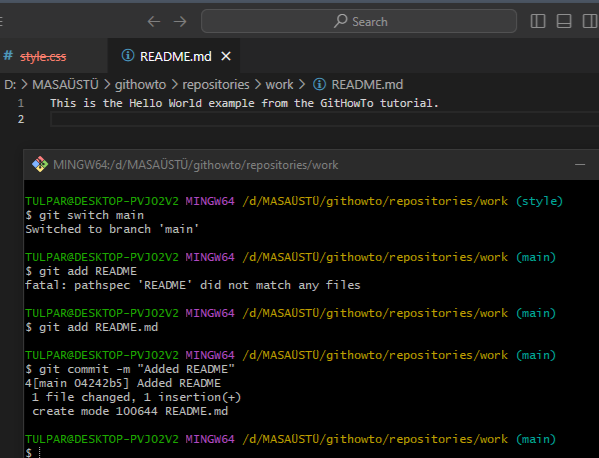 Search
# style.css
README.md
D: > MASAÜSTÜ > githowto > repositories > work > README.md
1 This is the Hello World example from the GitHowTo tutorial.
2
MINGW64:/d/MASAÜSTÜ/githowto/repositories/work
TULPAR@DESKTOP-PVJO2V2 MINGW64 /d/MASAÜSTÜ/githowto/repositories/work (style)
$ git switch main
Switched to branch 'main'
TULPAR@DESKTOP-PVJO2V2 MINGW64 /d/MASAÜSTÜ/githowto/repositories/work (main)
$ git add README
fatal: pathspec 'README' did not match any files
TULPAR@DESKTOP-PVJO2V2 MINGW64 /d/MASAÜSTÜ/githowto/repositories/work (main)
$ git add README.md
TULPAR@DESKTOP-PVJO2V2 MINGW64 /d/MASAÜSTÜ/githowto/repositories/work (main)
$ git commit -m "Added README"
4[main 04242b5] Added README
1 file changed, 1 insertion(+)
create mode 100644 README.md
TULPAR@DESKTOP-PVJO2V2 MINGW64 /d/MASAÜSTÜ/githowto/repositories/work (main)
$